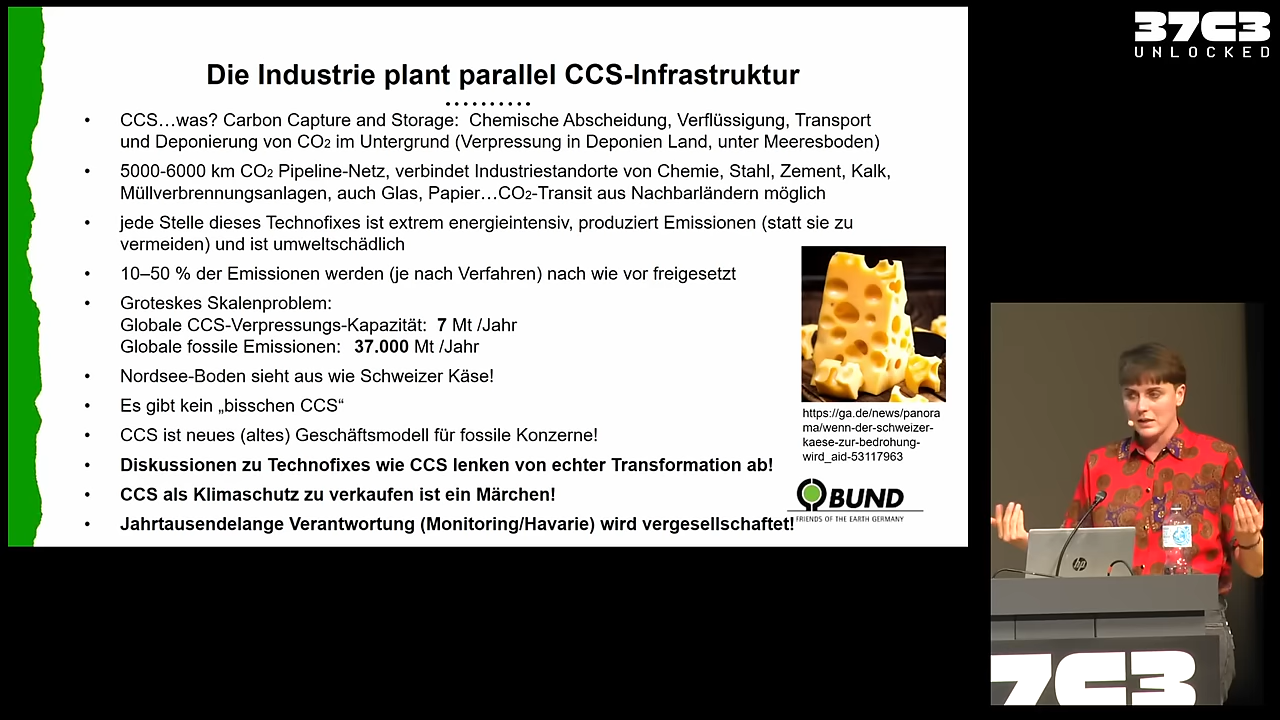 37C3
UNLOCKED
Die Industrie plant parallel CCS-Infrastruktur
• CCS…was? Carbon Capture and Storage: Chemische Abscheidung, Verflüssigung, Transport
und Deponierung von CO₂ im Untergrund (Verpressung in Deponien Land, unter Meeresboden)
• 5000-6000 km CO₂ Pipeline-Netz, verbindet Industriestandorte von Chemie, Stahl, Zement, Kalk,
Müllverbrennungsanlagen, auch Glas, Papier…CO₂-Transit aus Nachbarländern möglich
• jede Stelle dieses Technofixes ist extrem energieintensiv, produziert Emissionen (statt sie zu
vermeiden) und ist umweltschädlich
• 10–50 % der Emissionen werden (je nach Verfahren) nach wie vor freigesetzt
• Groteskes Skalenproblem:
Globale CCS-Verpressungs-Kapazität: 7 Mt /Jahr
Globale fossile Emissionen: 37.000 Mt /Jahr
• Nordsee-Boden sieht aus wie Schweizer Käse!
• Es gibt kein „bisschen CCS“
• CCS ist neues (altes) Geschäftsmodell für fossile Konzerne!
• Diskussionen zu Technofixes wie CCS lenken von echter Transformation ab!
• CCS als Klimaschutz zu verkaufen ist ein Märchen!
• Jahrtausendelange Verantwortung (Monitoring/Havarie) wird vergesellschaftet!
https://ga.de/news/panora
ma/wenn-der-schweizer-
kaese-zur-bedrohung-
wird_aid-53117963
BUND
FRIENDS OF THE EARTH GERMANY
hp
7C3